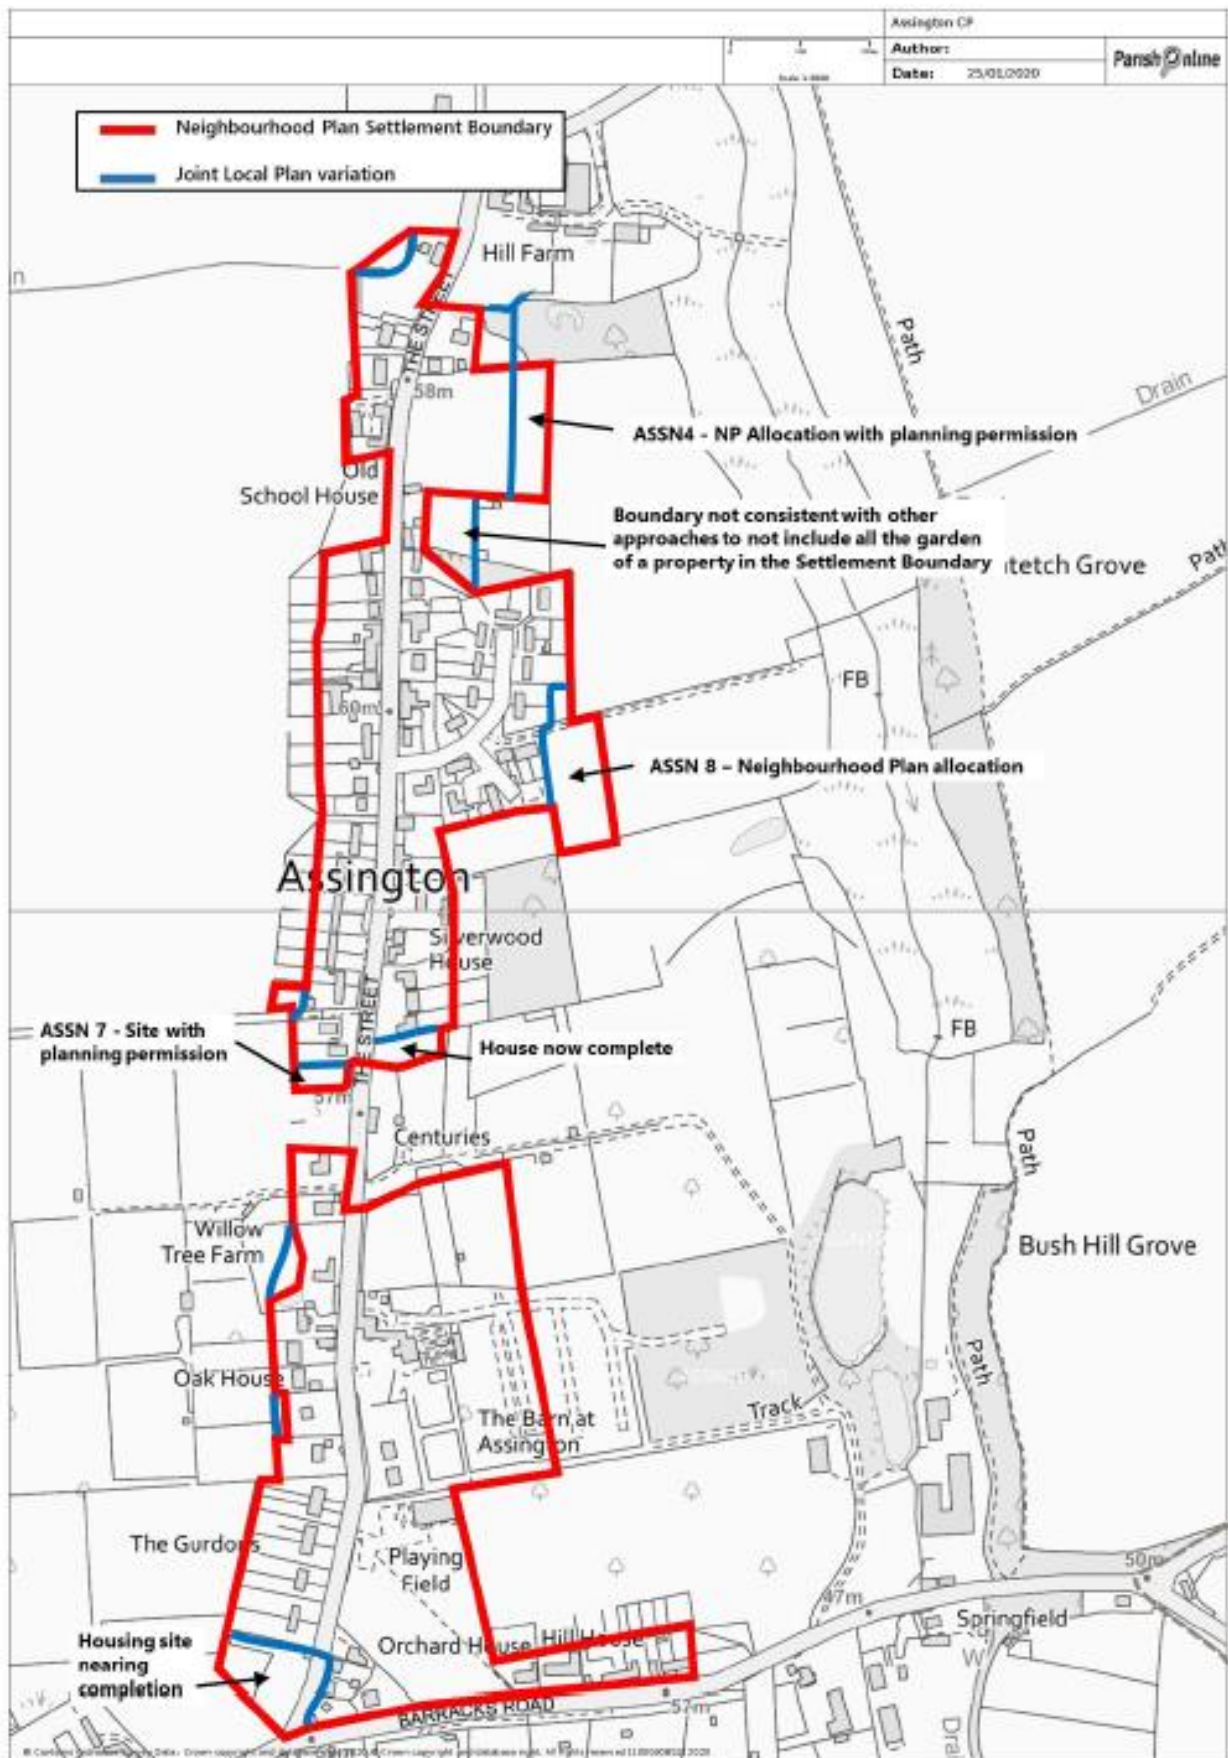 Assington CP
Author:
Date: 25/01/2020
Parish Online
Neighbourhood Plan Settlement Boundary
Joint Local Plan variation
Hill Farm
THE STREET
Path
58m
Drain
ASSN4 - NP Allocation with planning permission
Old
School House
Boundary not consistent with other
approaches to not include all the garden
of a property in the Settlement Boundary
tetch Grove
Path
FB
60m
ASSN 8 – Neighbourhood Plan allocation
Assington
Silverwood
House
THE STREET
ASSN 7 - Site with
planning permission
House now complete
FB
57m
Centuries
Path
Willow
Tree Farm
Bush Hill Grove
Path
Oak House
Track
The Barn at
Assington
The Gurdons
Playing
Field
50m
47m
Springfield
Orchard House
Hill House
W
Housing site
nearing
completion
BARRACKS ROAD
57m
Drai